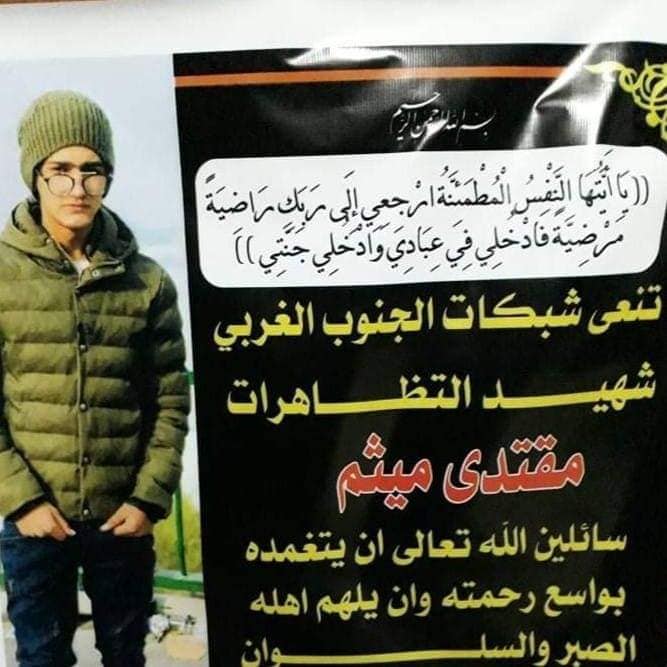 بسم الله الرحمن الرحيم
((يَا أَيَّتُهَا النَّفْسُ الْمُطْمَئِنَّةُ ارْجِعِي إِلَى رَبِّكِ رَاضِيَةً
مَرْضِيَّةً فَادْخُلِي فِي عِبَادِي وَادْخُلِي جَنَّتِي))
تنعى شبكات الجنوب الغربي
شهيد التظاهرات
مقتدى ميثم
سائلين الله تعالى ان يتغمده
بواسع رحمته وان يلهم اهله
الصبر والسلوان